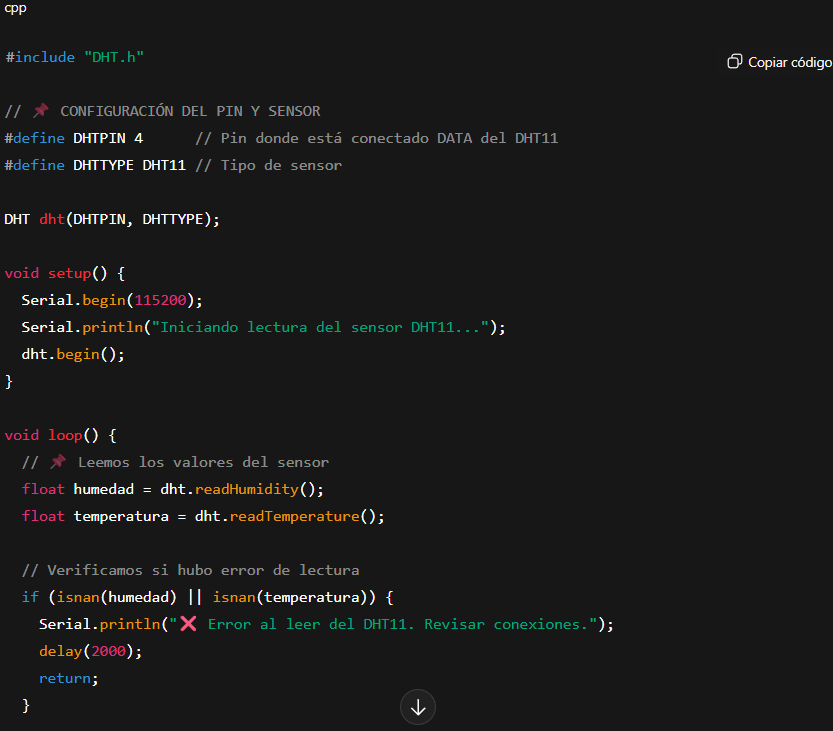 cpp
#include "DHT.h"
Copiar código
// 📌 CONFIGURACIÓN DEL PIN Y SENSOR
#define DHTPIN 4      // Pin donde está conectado DATA del DHT11
#define DHTTYPE DHT11 // Tipo de sensor
DHT dht(DHTPIN, DHTTYPE);
void setup() {
  Serial.begin(115200);
  Serial.println("Iniciando lectura del sensor DHT11...");
  dht.begin();
}
void loop() {
  // 📌 Leemos los valores del sensor
  float humedad = dht.readHumidity();
  float temperatura = dht.readTemperature();
  // Verificamos si hubo error de lectura
  if (isnan(humedad) || isnan(temperatura)) {
    Serial.println("❌ Error al leer del DHT11. Revisar conexiones.");
    delay(2000);
    return;
  }